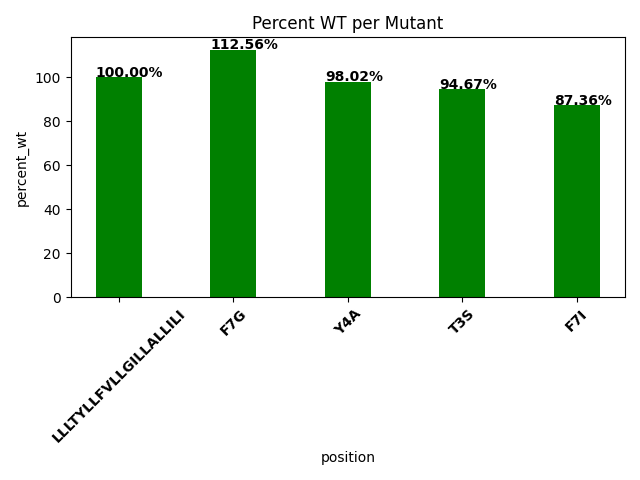 Percent WT per Mutant
100.00%
112.56%
98.02%
94.67%
87.36%
percent_wt
100
80
60
40
20
0
LLLTYLLFVLLGILLALLILI
F7G
Y4A
T3S
F7I
position